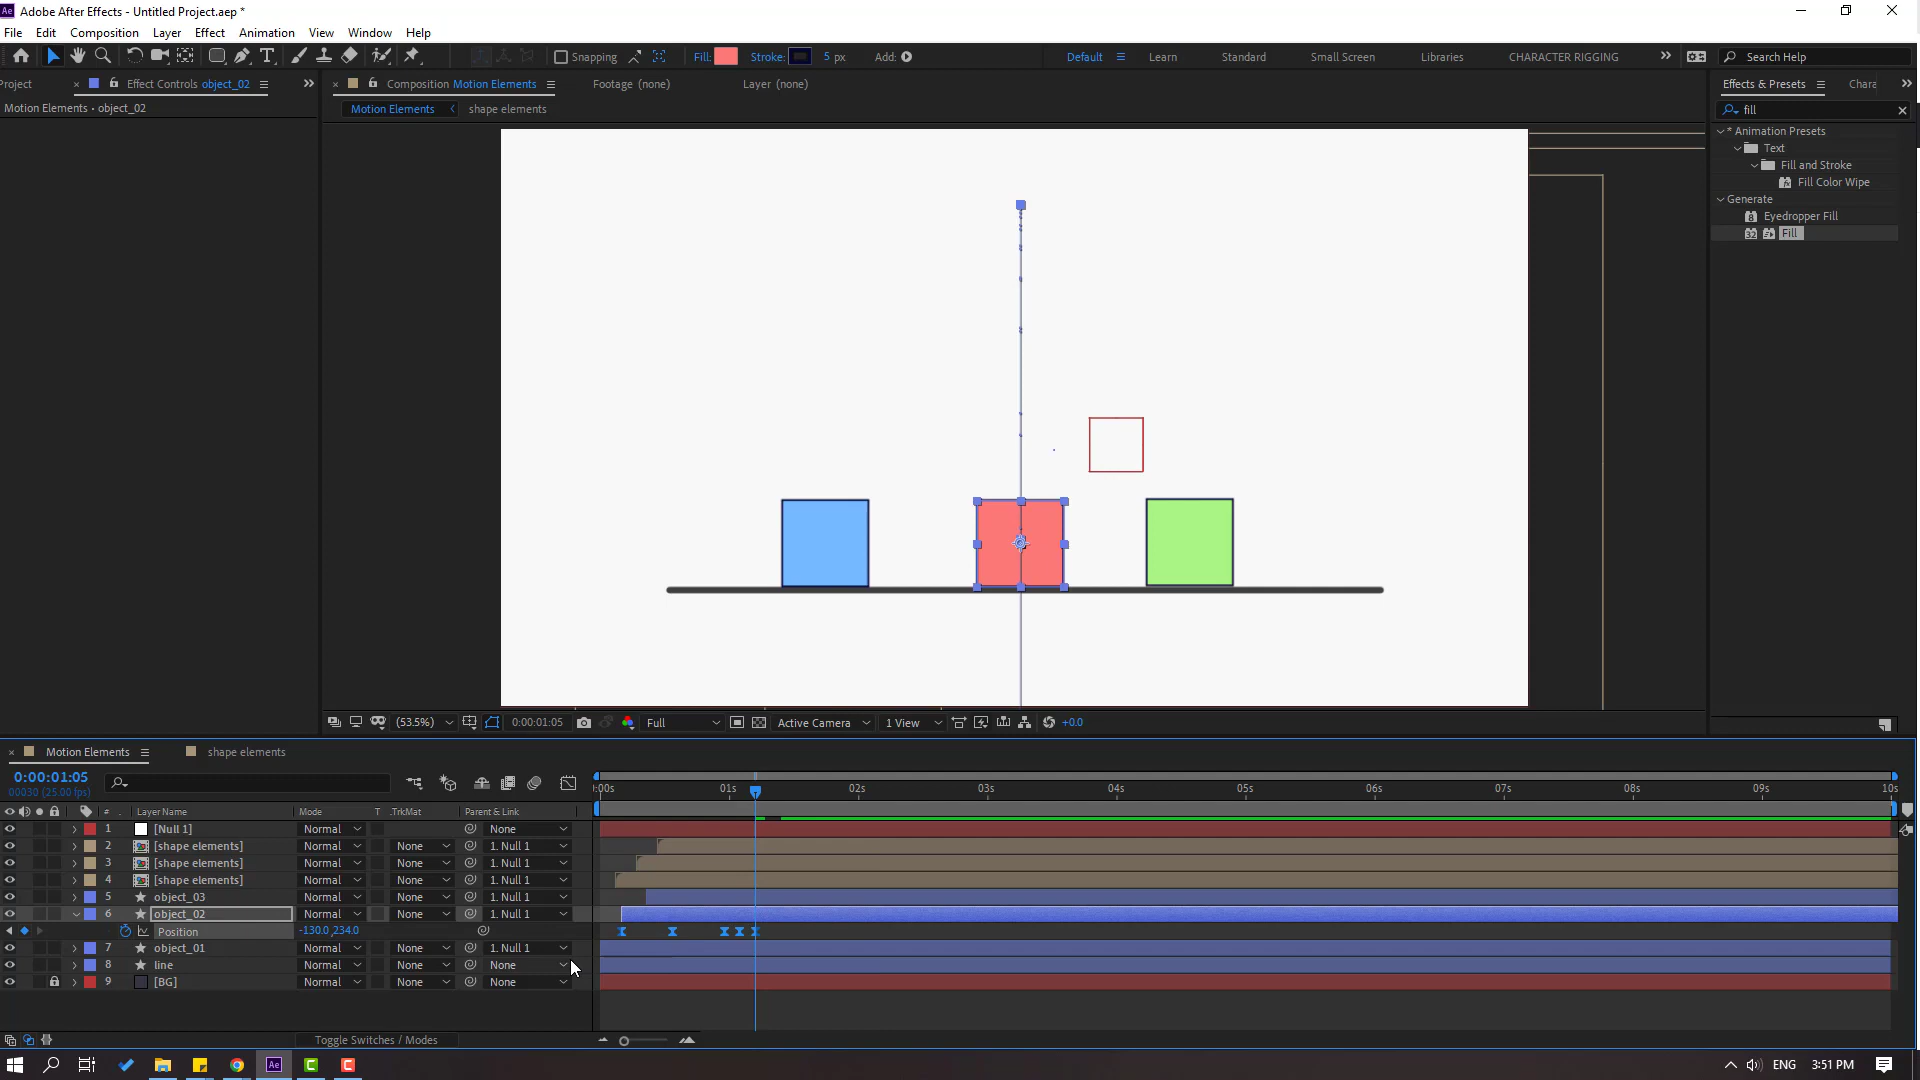 Ae Adobe After Effects - Untitled Project.aep *
File Edit Composition Layer Effect Animation View Window Help
Snapping Fill: Stroke: 5 px Add: Default Learn Standard Small Screen Libraries CHARACTER RIGGING Search Help
Project Effect Controls object_02 Composition Motion Elements Footage (none) Layer (none) Effects & Presets Chara
Motion Elements • object_02
Motion Elements shape elements
fill
* Animation Presets
Text
Fill and Stroke
Fill Color Wipe
Generate
Eyedropper Fill
Fill
(53.5%) 0:00:01:05 Full Active Camera 1 View +0.0
Motion Elements shape elements
0:00:01:05
00030 (25.00 fps)
:00s 01s 02s 03s 04s 05s 06s 07s 08s 09s 10s
# Layer Name Mode T .TrkMat Parent & Link
1 [Null 1] Normal None
2 [shape elements] Normal None 1. Null 1
3 [shape elements] Normal None 1. Null 1
4 [shape elements] Normal None 1. Null 1
5 object_03 Normal None 1. Null 1
6 object_02 Normal None 1. Null 1
Position -130.0,234.0
7 object_01 Normal None 1. Null 1
8 line Normal None None
9 [BG] Normal None None
Toggle Switches / Modes
Ae ENG 3:51 PM